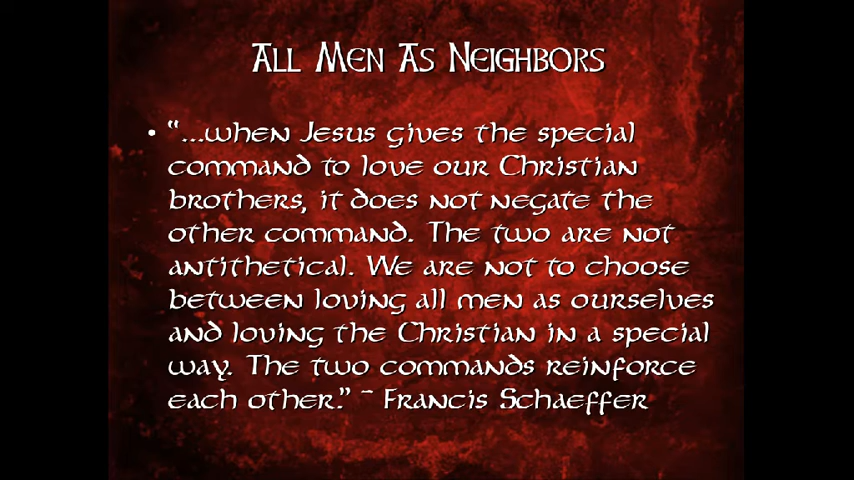 All Men As Neighbors
• "...when Jesus gives the special
command to love our Christian
brothers, it does not negate the
other command. The two are not
antithetical. We are not to choose
between loving all men as ourselves
and loving the Christian in a special
way. The two commands reinforce
each other." ~ Francis Schaeffer